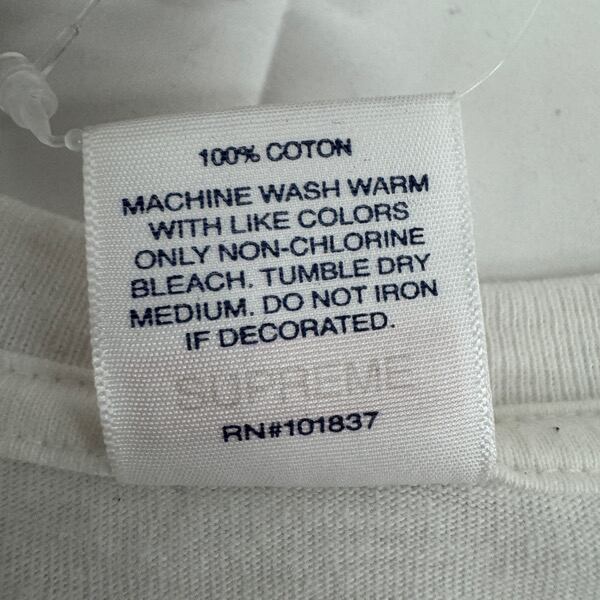 100% COTON
MACHINE WASH WARM
WITH LIKE COLORS
ONLY NON-CHLORINE
BLEACH. TUMBLE DRY
MEDIUM. DO NOT IRON
IF DECORATED.
SUPREME
RN#101837